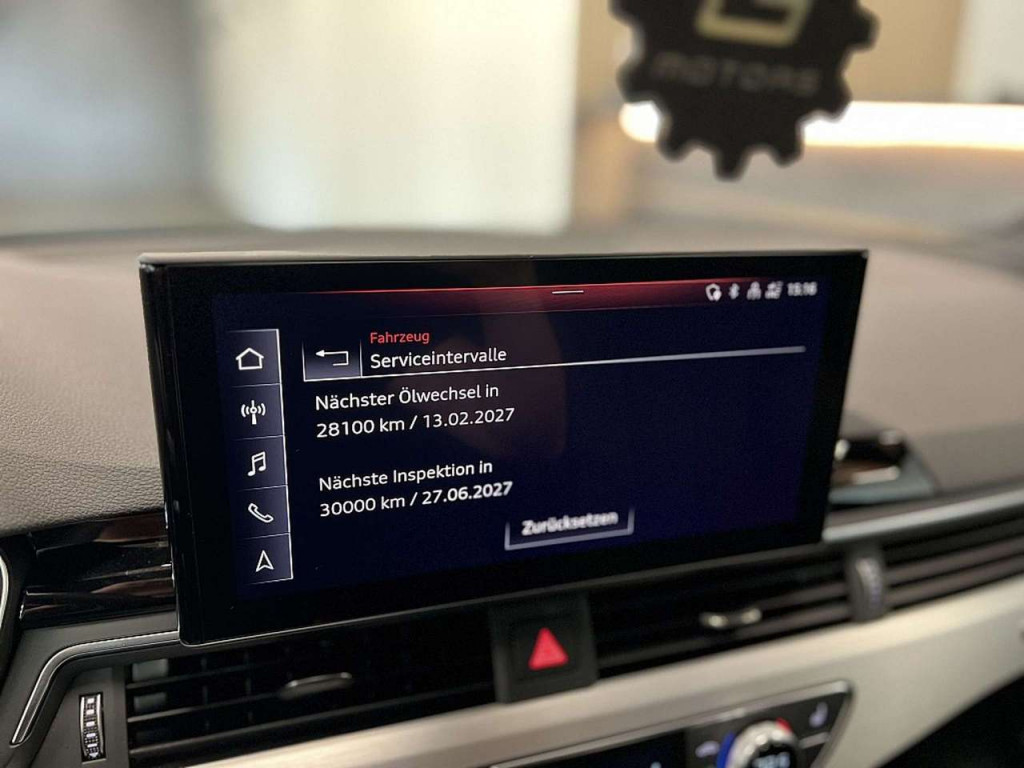 MOTORS
15:16
Fahrzeug
Serviceintervalle
Nächster Ölwechsel in
28100 km / 13.02.2027
Nächste Inspektion in
30000 km / 27.06.2027
Zurücksetzen